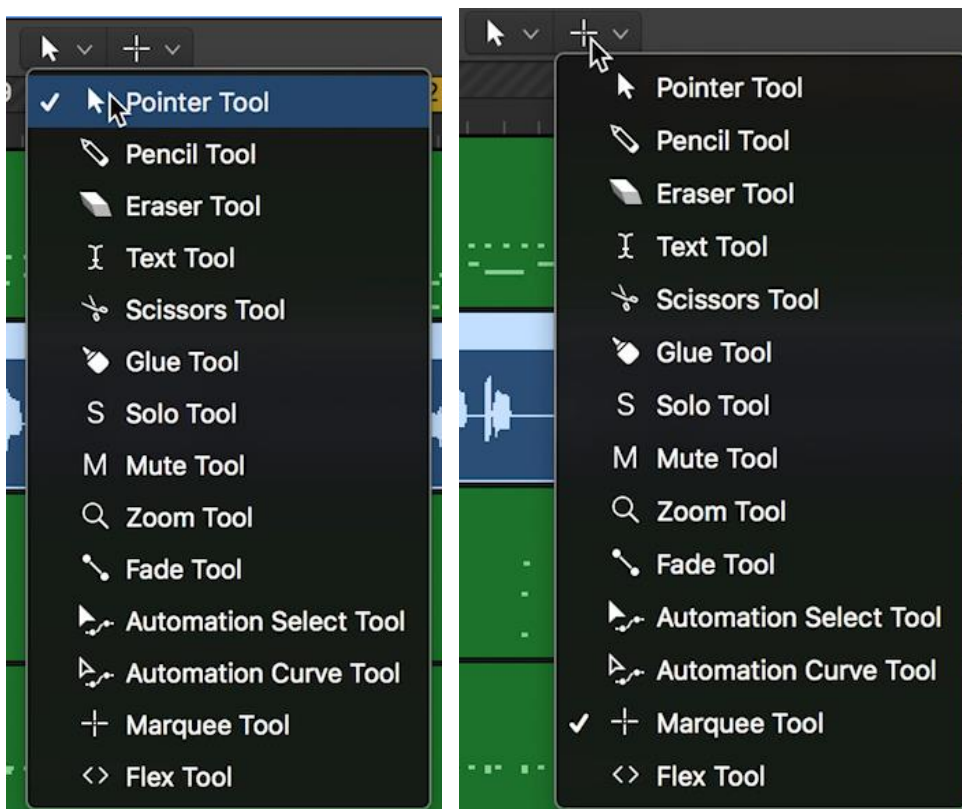 Pointer Tool
Pencil Tool
Eraser Tool
Text Tool
Scissors Tool
Glue Tool
S Solo Tool
M Mute Tool
Zoom Tool
Fade Tool
Automation Select Tool
Automation Curve Tool
Marquee Tool
Flex Tool
Pointer Tool
Pencil Tool
Eraser Tool
Text Tool
Scissors Tool
Glue Tool
S Solo Tool
M Mute Tool
Zoom Tool
Fade Tool
Automation Select Tool
Automation Curve Tool
Marquee Tool
Flex Tool